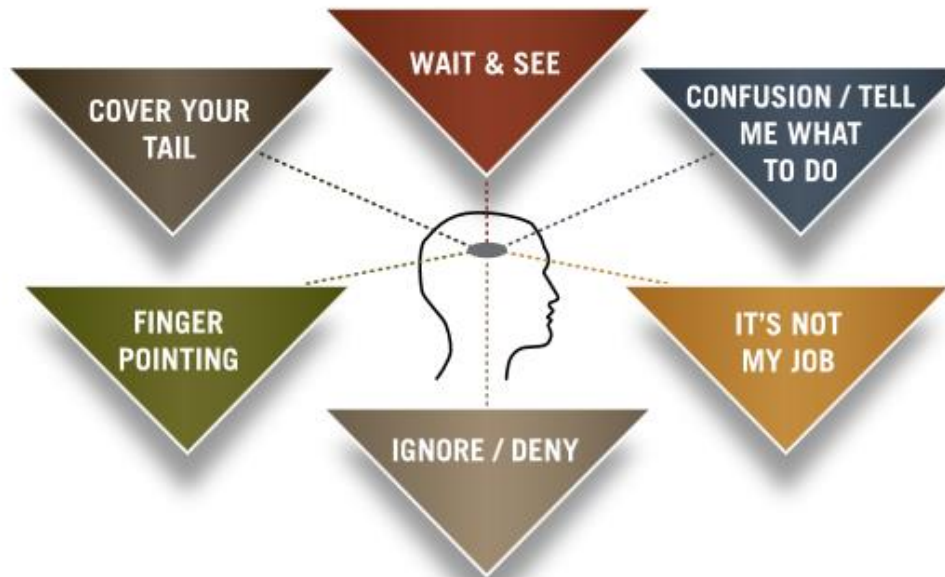 WAIT & SEE
COVER YOUR
TAIL
CONFUSION / TELL
ME WHAT
TO DO
FINGER
POINTING
IT'S NOT
MY JOB
IGNORE / DENY